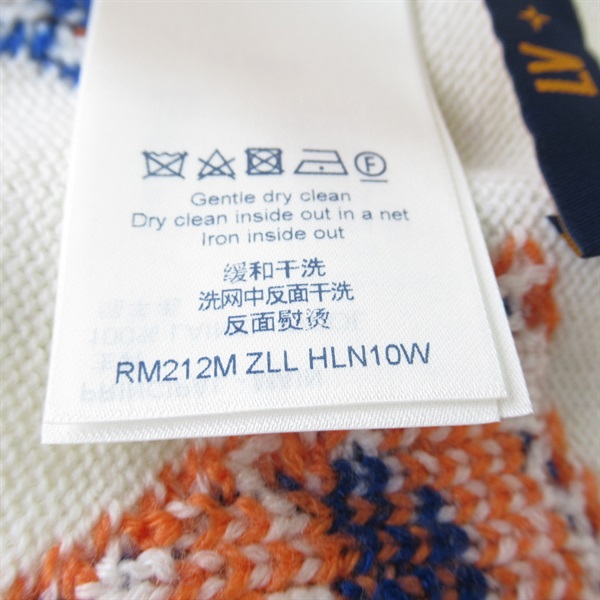 LV
F
Gentle dry clean
Dry clean inside out in a net
Iron inside out
缓和干洗
洗网中反面干洗
反面熨烫
RM212M ZLL HLN10W